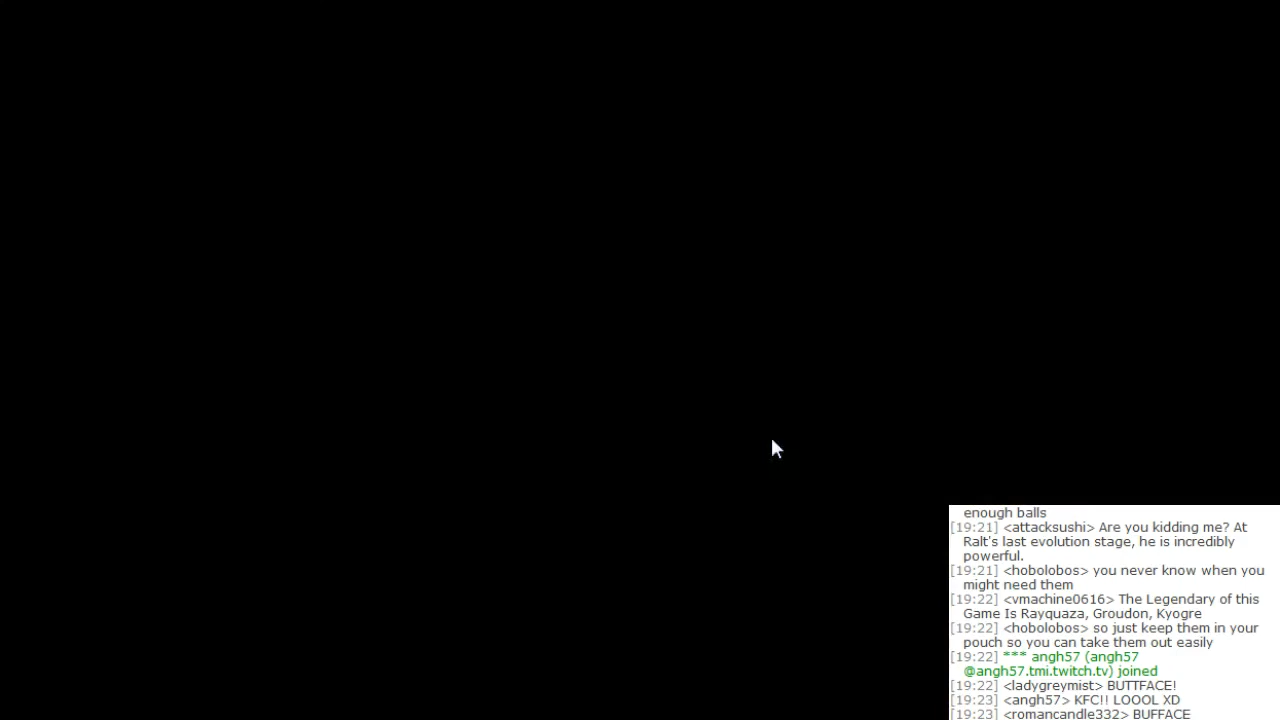 enough balls
[19:21] <attacksushi> Are you kidding me? At
Ralt's last evolution stage, he is incredibly
powerful.
[19:21] <hobolobos> you never know when you
might need them
[19:22] <vmachine0616> The Legendary of this
Game Is Rayquaza, Groudon, Kyogre
[19:22] <hobolobos> so just keep them in your
pouch so you can take them out easily
[19:22] *** angh57 (angh57
@angh57.tmi.twitch.tv) joined
[19:22] <ladygreymist> BUTTFACE!
[19:23] <angh57> KFC!! LOOOL XD
[19:23] <romancandle332> BUFFACE